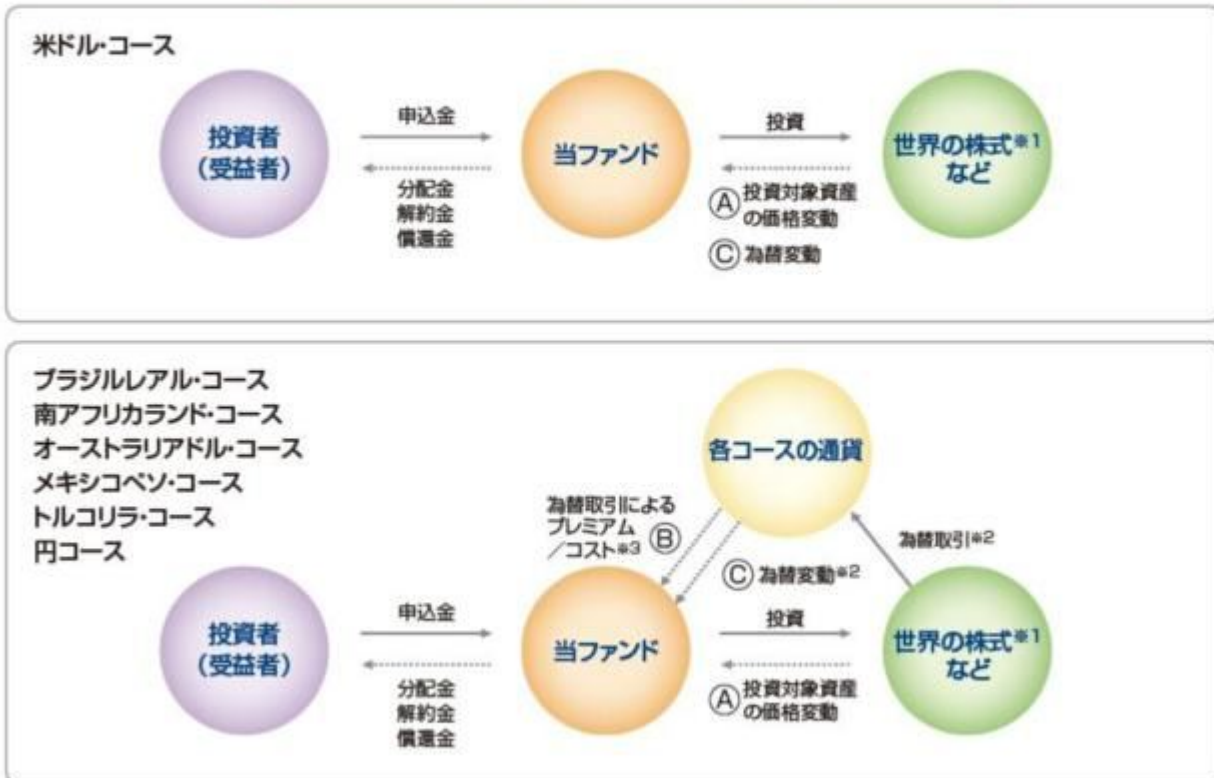 米ドル・コース
投資者
(受益者)
申込金
分配金
解約金
償還金
当ファンド
投資
Ⓐ投資対象資産
の価格変動
Ⓒ為替変動
世界の株式※1
など
ブラジルレアル・コース
南アフリカランド・コース
オーストラリアドル・コース
メキシコペソ・コース
トルコリラ・コース
円コース
各コースの通貨
為替取引による
プレミアム
/コスト※3 Ⓑ
Ⓒ為替変動※2
為替取引※2
投資者
(受益者)
申込金
分配金
解約金
償還金
当ファンド
投資
Ⓐ投資対象資産
の価格変動
世界の株式※1
など